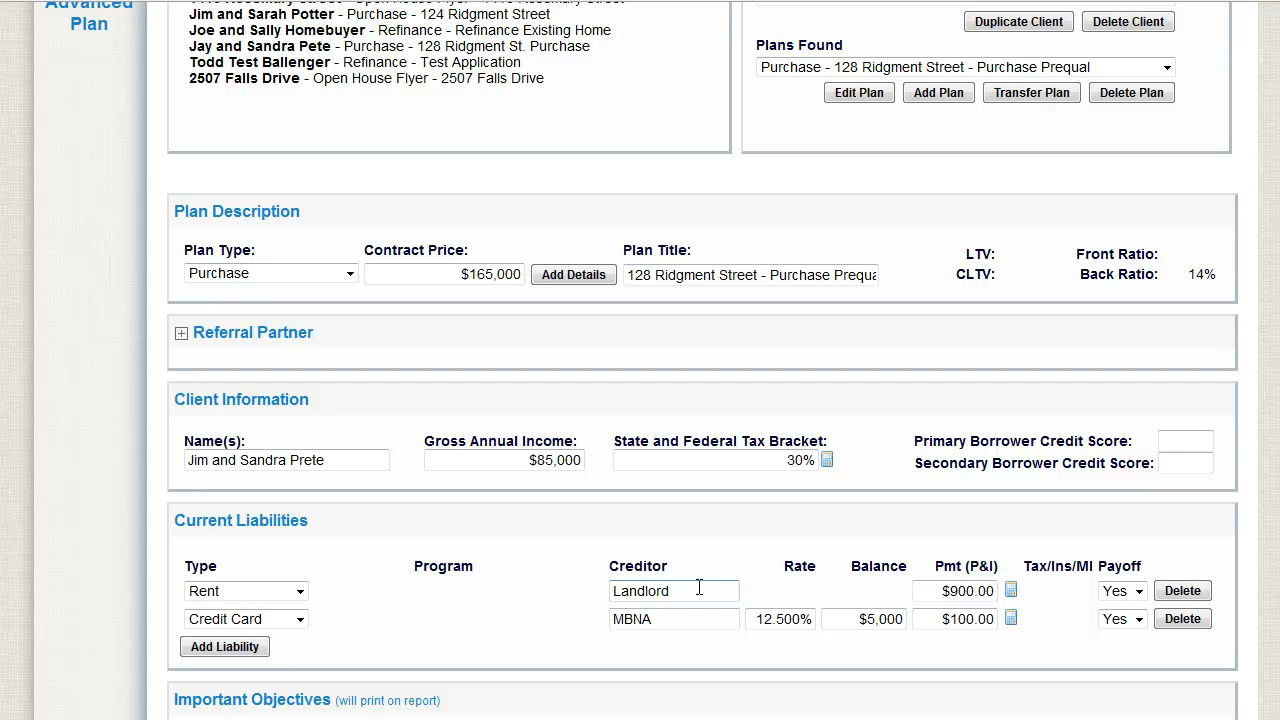 Advanced
Plan
Jim and Sarah Potter - Purchase - 124 Ridgment Street
Joe and Sally Homebuyer - Refinance - Refinance Existing Home
Jay and Sandra Pete - Purchase - 128 Ridgment St. Purchase
Todd Test Ballenger - Refinance - Test Application
2507 Falls Drive - Open House Flyer - 2507 Falls Drive
Duplicate Client Delete Client
Plans Found
Purchase - 128 Ridgment Street - Purchase Prequal
Edit Plan Add Plan Transfer Plan Delete Plan
Plan Description
Plan Type: Contract Price: Plan Title: LTV: Front Ratio:
Purchase $165,000 Add Details 128 Ridgment Street - Purchase Prequa CLTV: Back Ratio: 14%
Referral Partner
Client Information
Name(s): Gross Annual Income: State and Federal Tax Bracket: Primary Borrower Credit Score:
Jim and Sandra Prete $85,000 30% Secondary Borrower Credit Score:
Current Liabilities
Type Program Creditor Rate Balance Pmt (P&I) Tax/Ins/MI Payoff
Rent Landlord $900.00 Yes Delete
Credit Card MBNA 12.500% $5,000 $100.00 Yes Delete
Add Liability
Important Objectives (will print on report)